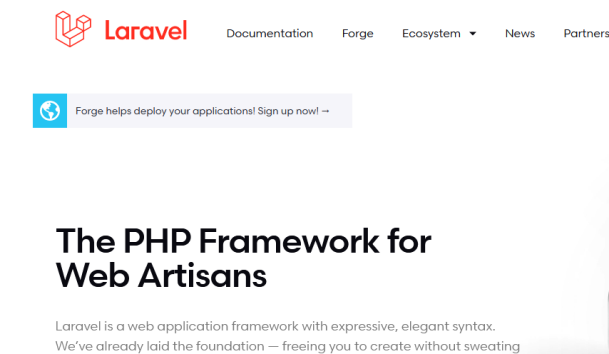 Laravel Documentation Forge Ecosystem News Partners
Forge helps deploy your applications! Sign up now! →
The PHP Framework for
Web Artisans
Laravel is a web application framework with expressive, elegant syntax.
We’ve already laid the foundation — freeing you to create without sweating